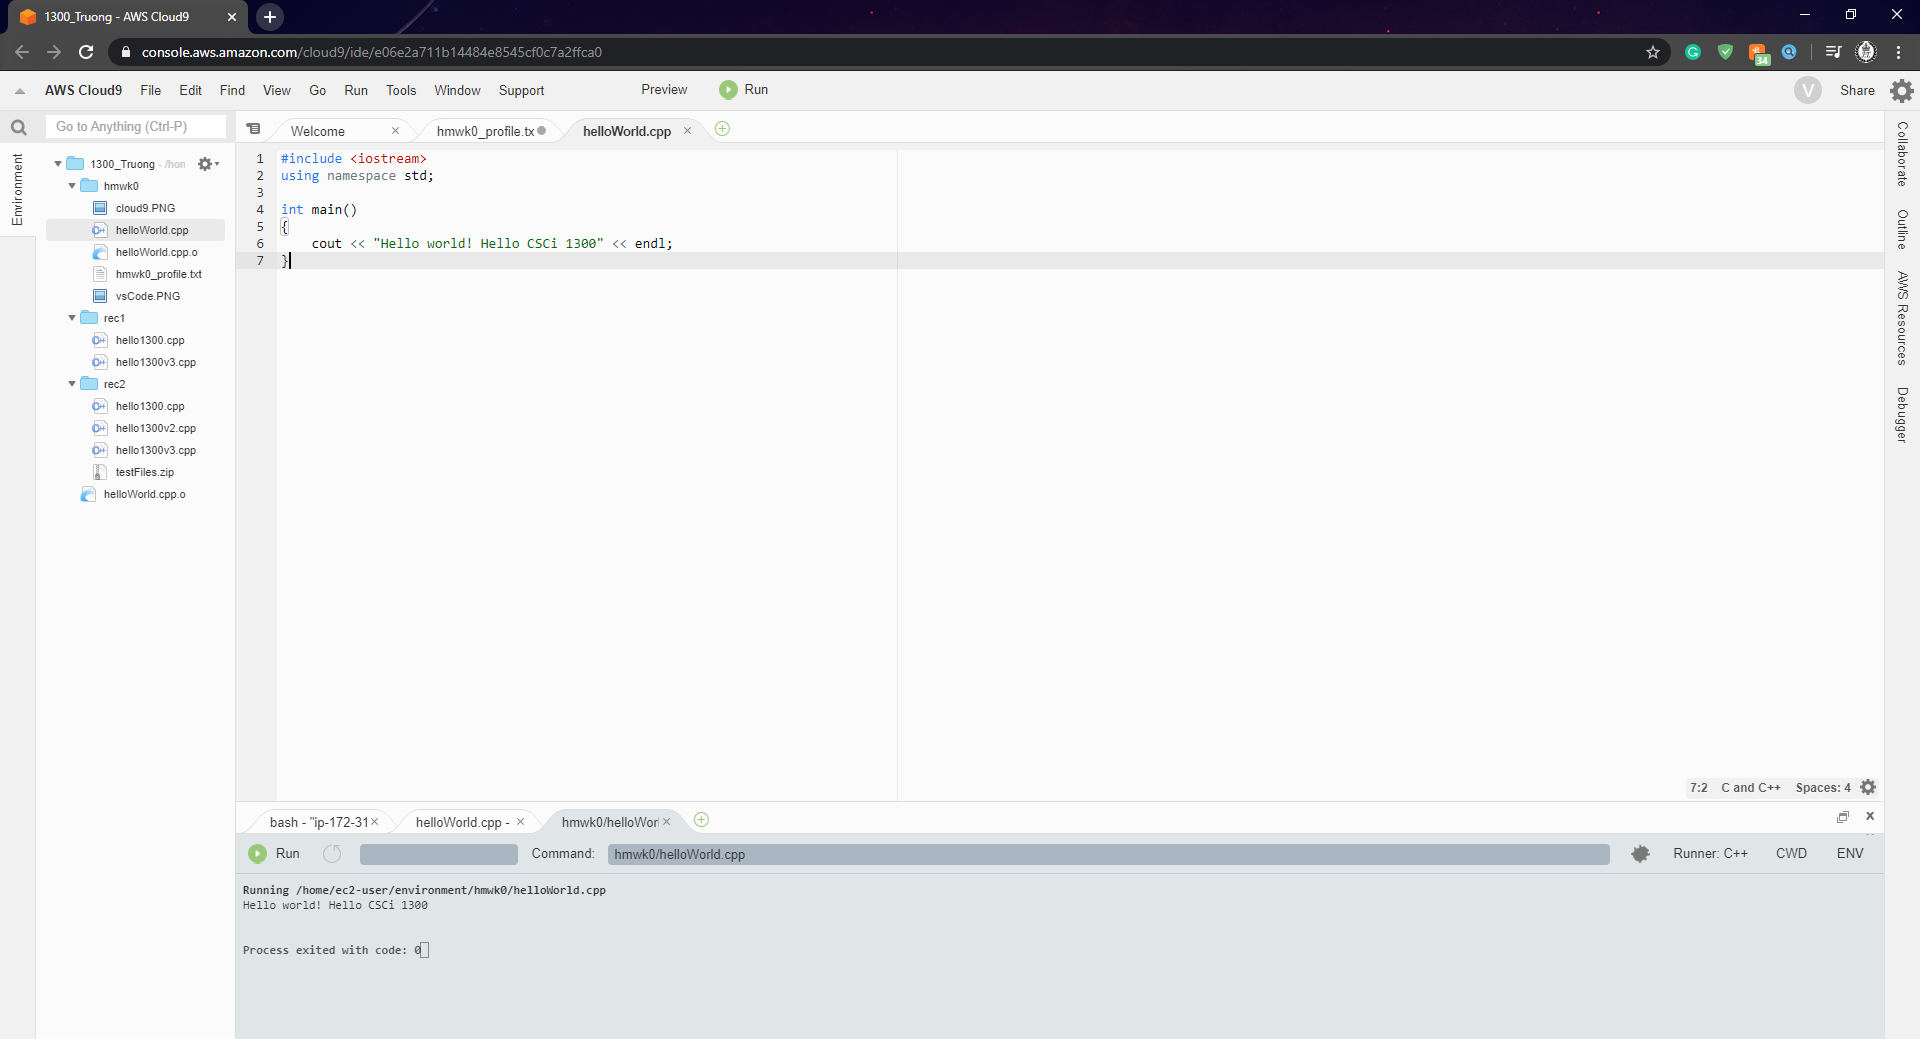 1300_Truong - AWS Cloud9
console.aws.amazon.com/cloud9/ide/e06e2a711b14484e8545cf0c7a2ffca0
34
AWS Cloud9 File Edit Find View Go Run Tools Window Support Preview Run V Share
Go to Anything (Ctrl-P)
Welcome hmwk0_profile.tx helloWorld.cpp
Environment
1300_Truong - /hor
hmwk0
cloud9.PNG
helloWorld.cpp
helloWorld.cpp.o
hmwk0_profile.txt
vsCode.PNG
rec1
hello1300.cpp
hello1300v3.cpp
rec2
hello1300.cpp
hello1300v2.cpp
hello1300v3.cpp
testFiles.zip
helloWorld.cpp.o
1 #include <iostream>
2 using namespace std;
3
4 int main()
5 {
6 cout << "Hello world! Hello CSCi 1300" << endl;
7 }
Collaborate
Outline
AWS Resources
Debugger
7:2 C and C++ Spaces: 4
bash - "ip-172-31 helloWorld.cpp - hmwk0/helloWor
Run Command: hmwk0/helloWorld.cpp Runner: C++ CWD ENV
Running /home/ec2-user/environment/hmwk0/helloWorld.cpp
Hello world! Hello CSCi 1300
Process exited with code: 0